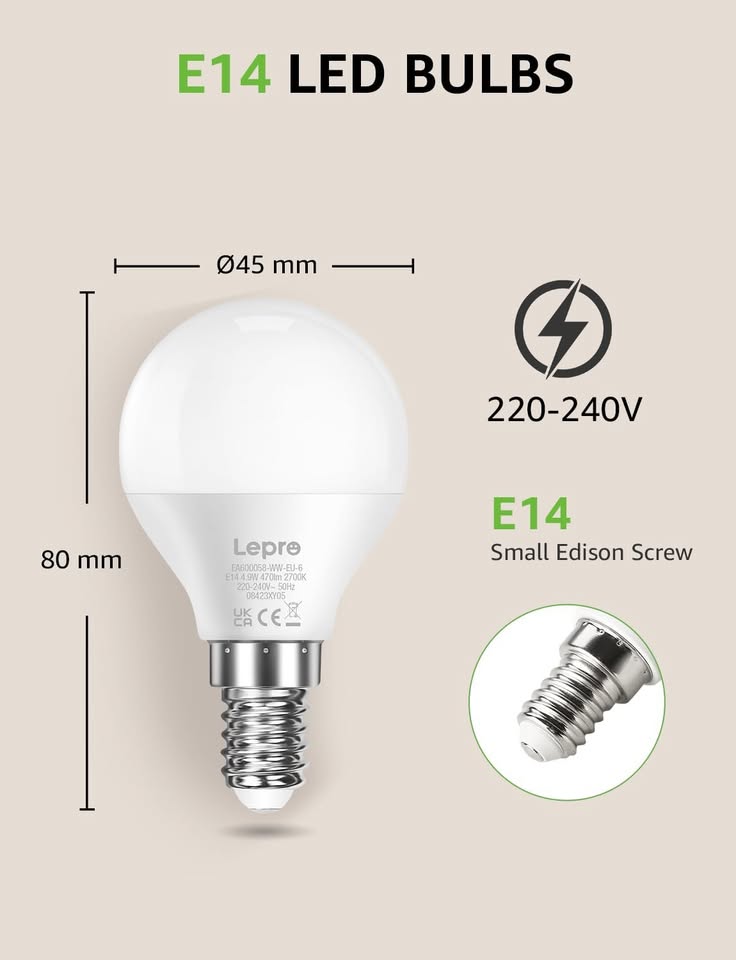 E14 LED BULBS
Ø45 mm
220-240V
E14
Small Edison Screw
80 mm
Lepro
EA600058-WW-EU-6
E14 4.9W 470lm 2700K
220-240V~ 50Hz
08423XY05
UK
CA CE